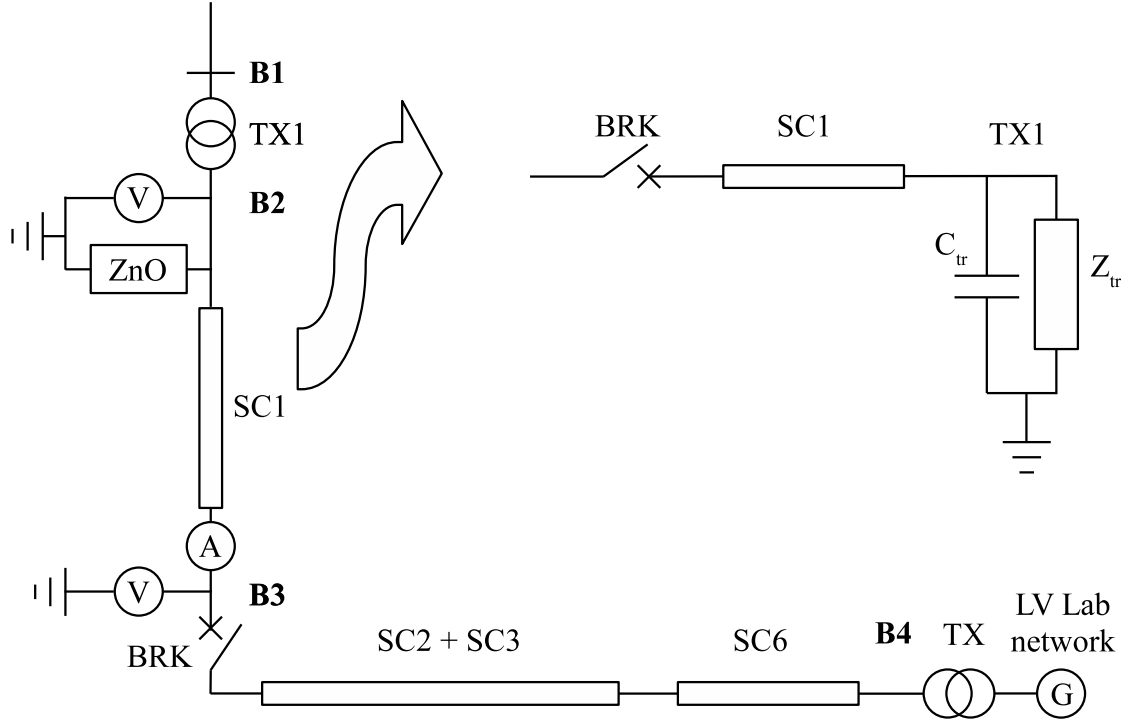 B1
TX1
V
B2
ZnO
SC1
A
V
B3
BRK
SC2 + SC3
SC6
B4
TX
LV Lab
network
G
BRK
SC1
TX1
Ctr
Ztr